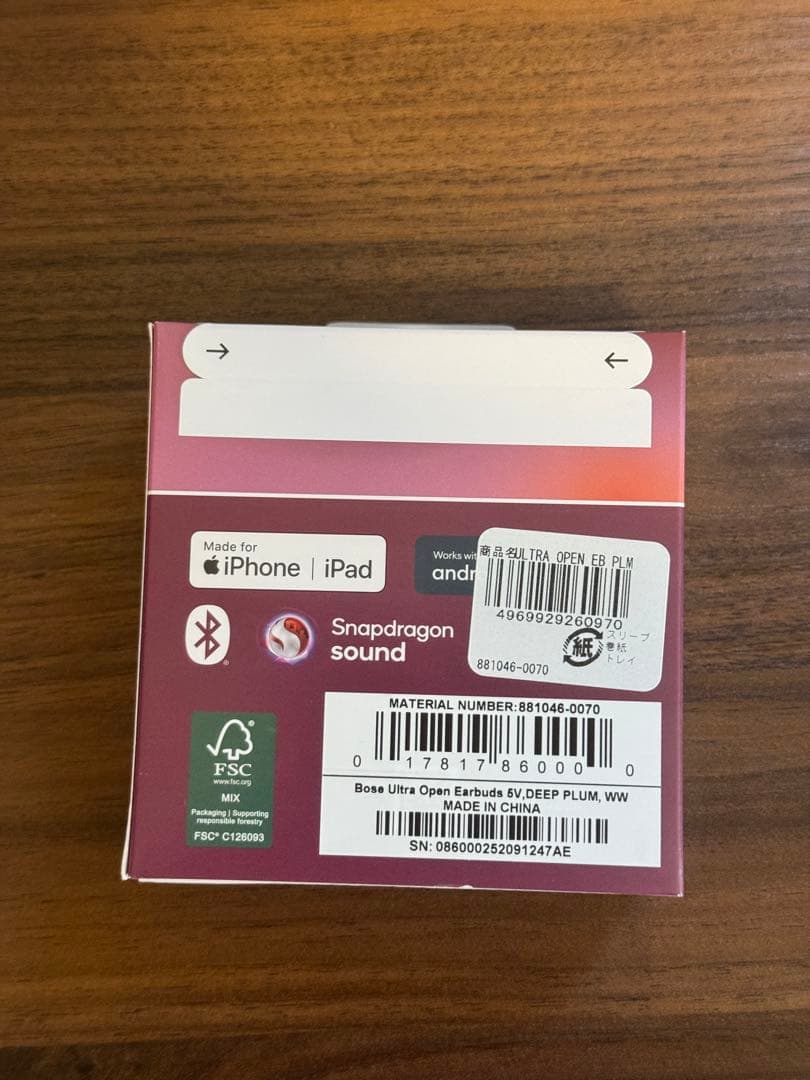 → ←
Made for
iPhone | iPad
Works
andr
商品名ULTRA OPEN EB PLM
4969929260970
紙
スリーブ
巻紙
トレイ
881046-0070
Snapdragon
sound
MATERIAL NUMBER:881046-0070
0 17817 86000 0
Bose Ultra Open Earbuds 5V,DEEP PLUM, WW
MADE IN CHINA
SN: 086000252091247AE
FSC
www.fsc.org
MIX
Packaging | Supporting
responsible forestry
FSC® C126093